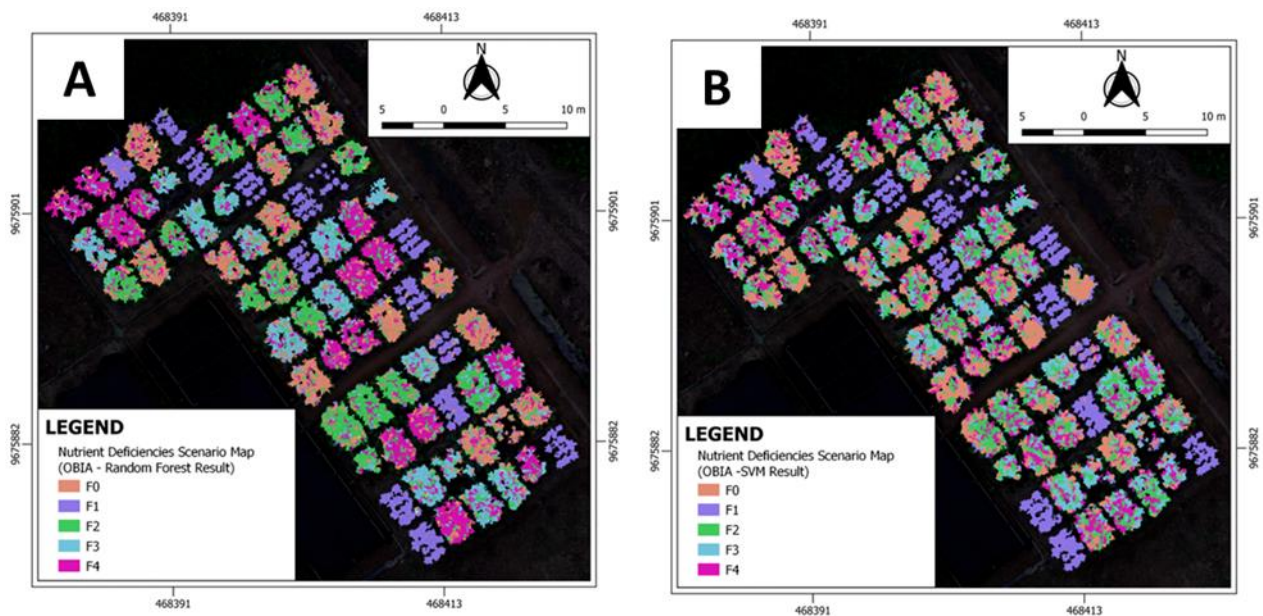 468391
468413
A
N
5 0 5 10 m
9675901
9675901
9675882
9675882
LEGEND
Nutrient Deficiencies Scenario Map
(OBIA - Random Forest Result)
F0
F1
F2
F3
F4
468391
468413
468391
468413
B
N
5 0 5 10 m
9675901
9675901
9675882
9675882
LEGEND
Nutrient Deficiencies Scenario Map
(OBIA -SVM Result)
F0
F1
F2
F3
F4
468391
468413